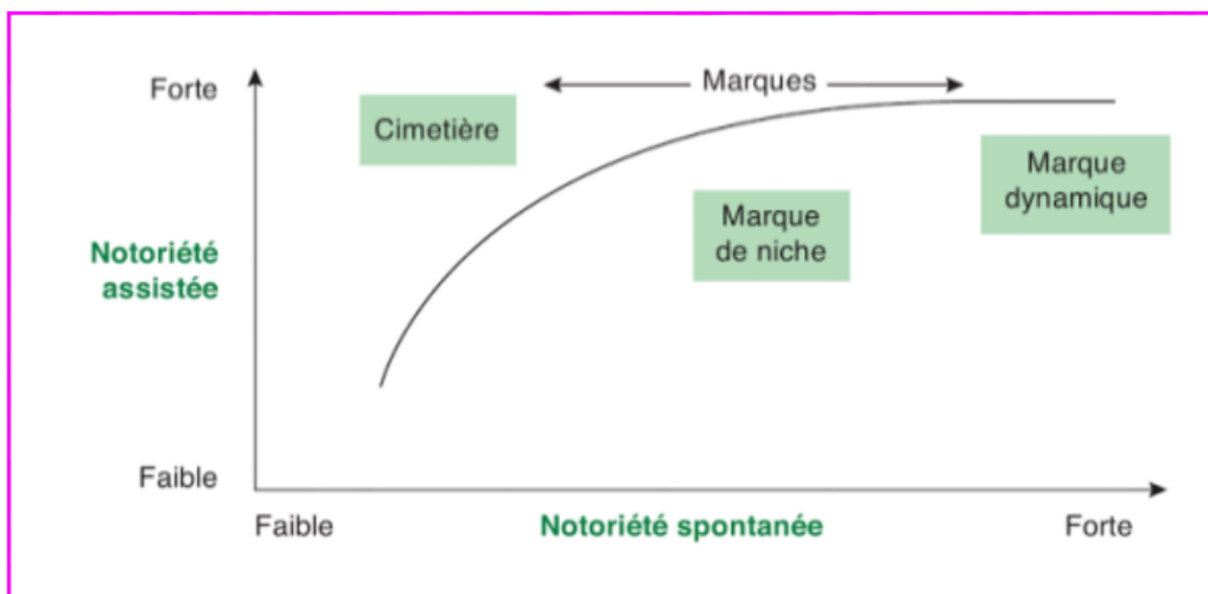 Forte
Marques
Cimetière
Marque
dynamique
Marque
de niche
Notoriété
assistée
Faible
Faible
Notoriété spontanée
Forte